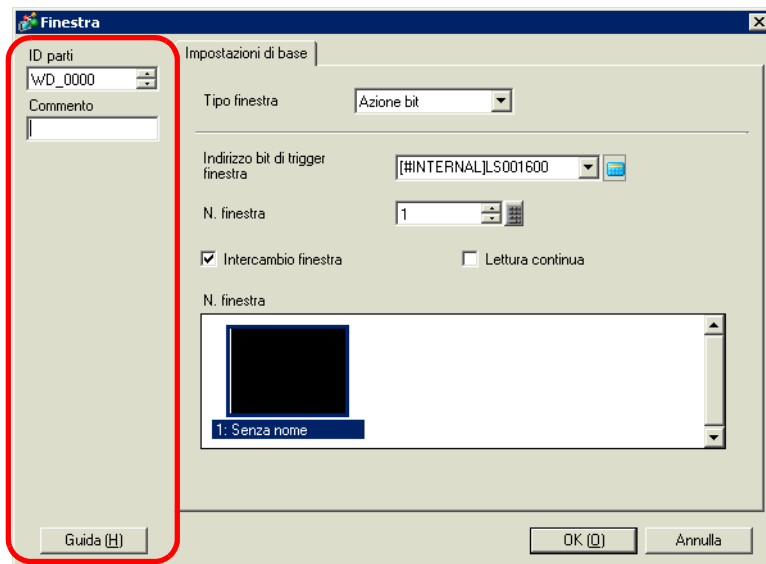 Finestra
ID parti
WD_0000
Commento
Guida (H)
Impostazioni di base
Tipo finestra
Azione bit
Indirizzo bit di trigger
finestra
[#INTERNAL]LS001600
N. finestra
1
Intercambio finestra
Lettura continua
N. finestra
1: Senza nome
OK (O)
Annulla